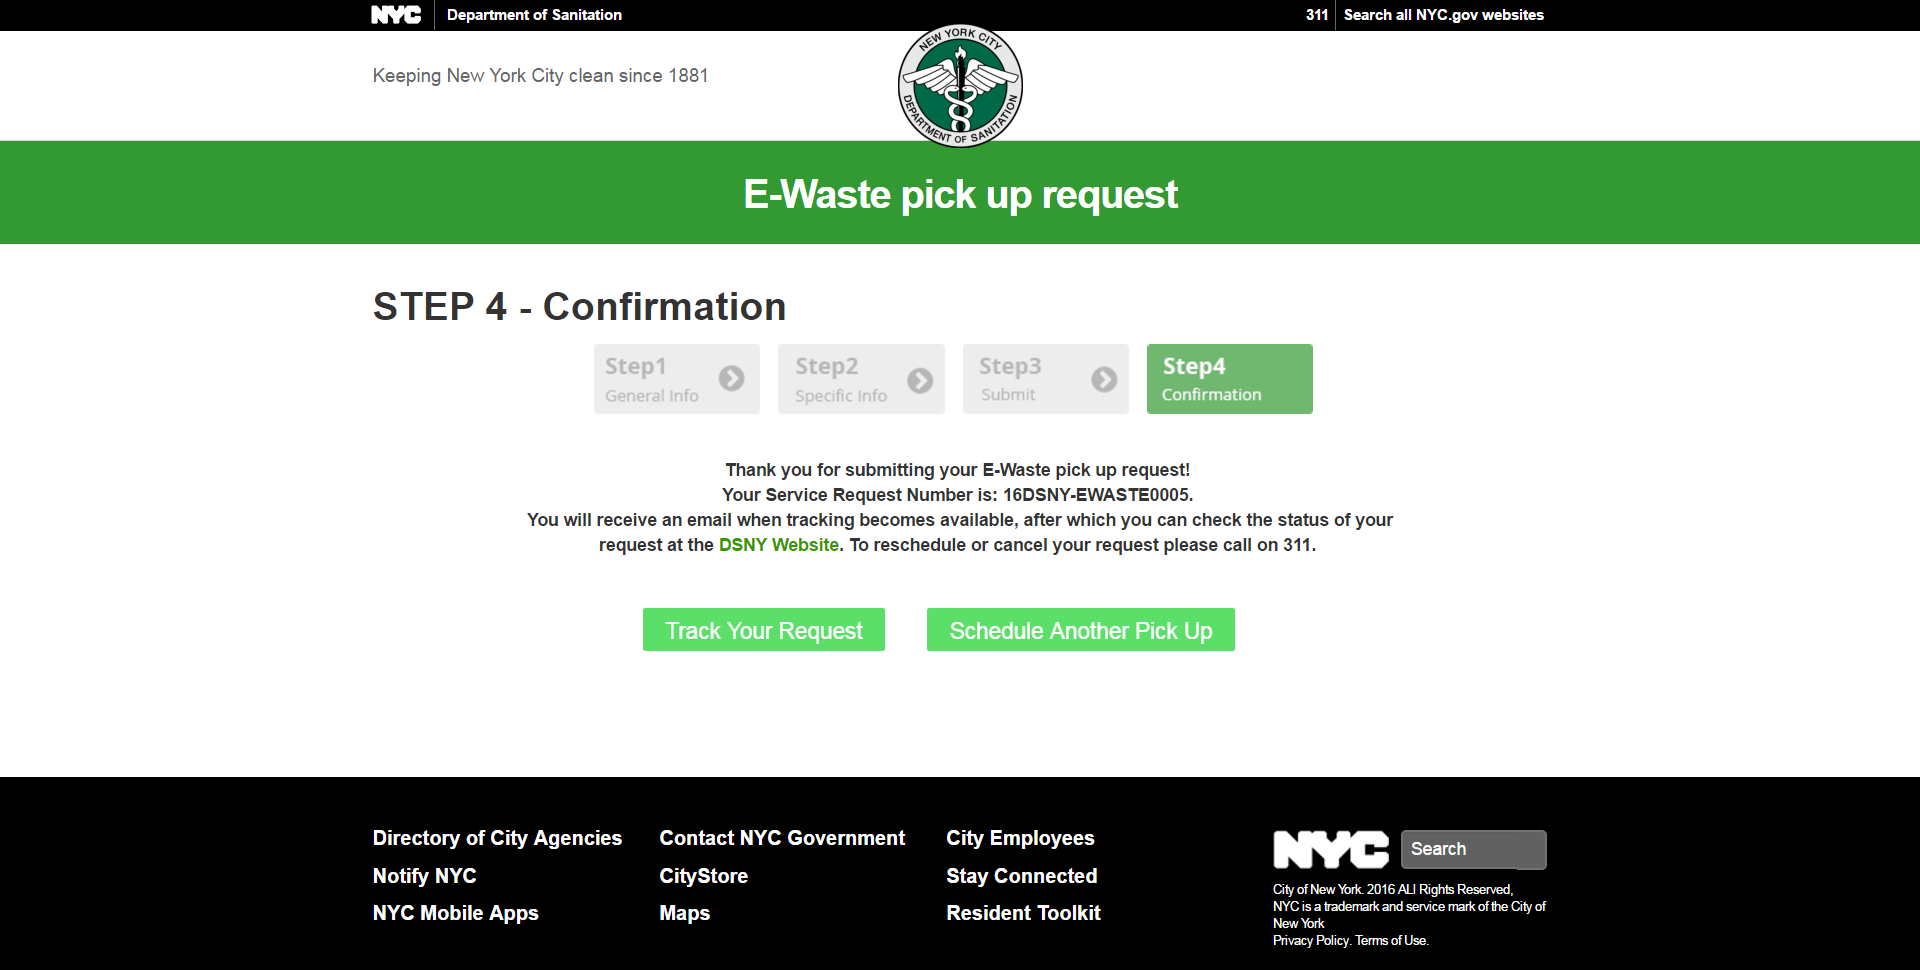 NYC
Department of Sanitation
311
Search all NYC.gov websites
Keeping New York City clean since 1881
NEW YORK CITY
DEPARTMENT OF SANITATION
E-Waste pick up request
STEP 4 - Confirmation
Step1
General Info
Step2
Specific Info
Step3
Submit
Step4
Confirmation
Thank you for submitting your E-Waste pick up request!
Your Service Request Number is: 16DSNY-EWASTE0005.
You will receive an email when tracking becomes available, after which you can check the status of your
request at the DSNY Website. To reschedule or cancel your request please call on 311.
Track Your Request
Schedule Another Pick Up
Directory of City Agencies
Notify NYC
NYC Mobile Apps
Contact NYC Government
CityStore
Maps
City Employees
Stay Connected
Resident Toolkit
NYC
Search
City of New York. 2016 ALl Rights Reserved,
NYC is a trademark and service mark of the City of
New York
Privacy Policy. Terms of Use.